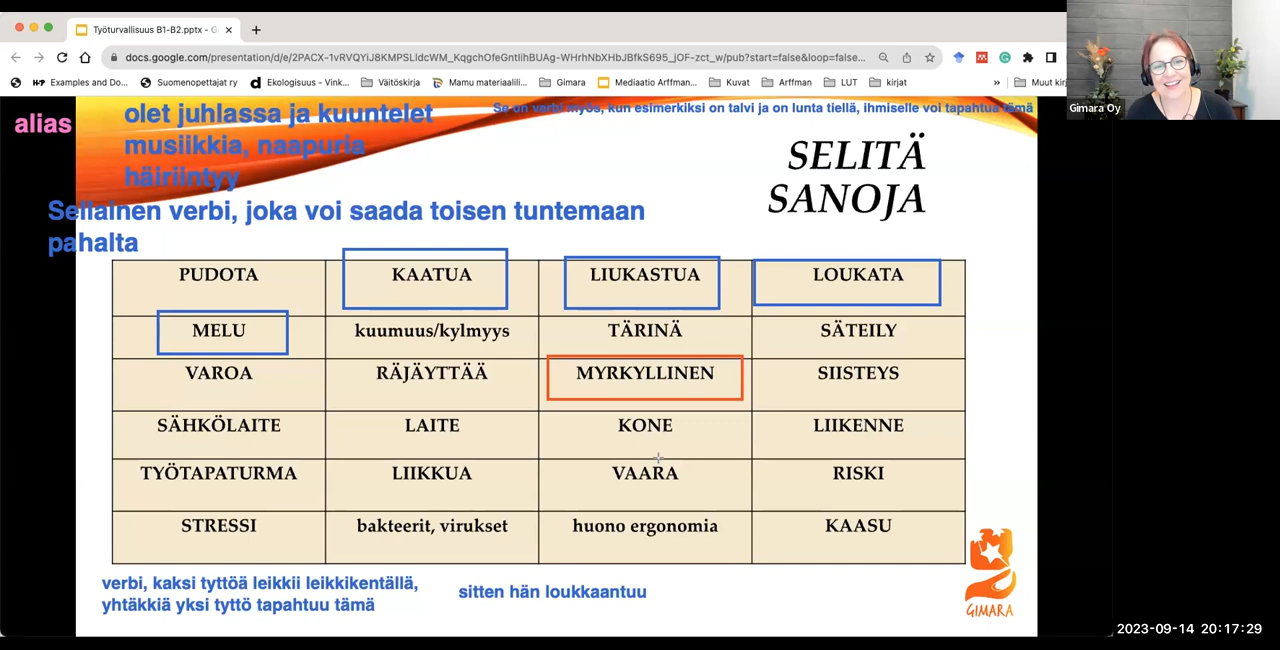 Työturvallisuus B1-B2.pptx - G
docs.google.com/presentation/d/e/2PACX-1vRVQYiJ8KMPSLldcWM_KqgchOfeGntIihBUAg-WHrhNbXHbJBfkS695_jOF-zct_w/pub?start=false&loop=false...
Examples and Do...
Suomenopettajat ry
Ekologisuus - Vink...
Väitöskirja
Mamu materiaalili...
Gimara
Mediaatio Arffman...
Kuvat
Arffman
LUT
kirjat
»
Muut kirj
Gimara Oy
alias
olet juhlassa ja kuuntelet
musiikkia, naapuria
häiriintyy
Se on verbi myös, kun esimerkiksi on talvi ja on lunta tiellä, ihmiselle voi tapahtua tämä
SELITÄ
SANOJA
Sellainen verbi, joka voi saada toisen tuntemaan
pahalta
PUDOTA KAATUA LIUKASTUA LOUKATA
MELU kuumuus/kylmyys TÄRINÄ SÄTEILY
VAROA RÄJÄYTTÄÄ MYRKYLLINEN SIISTEYS
SÄHKÖLAITE LAITE KONE LIIKENNE
TYÖTAPATURMA LIIKKUA VAARA RISKI
STRESSI bakteerit, virukset huono ergonomia KAASU
verbi, kaksi tyttöä leikkii leikkikentällä,
yhtäkkiä yksi tyttö tapahtuu tämä
sitten hän loukkaantuu
GIMARA
2023-09-14 20:17:29